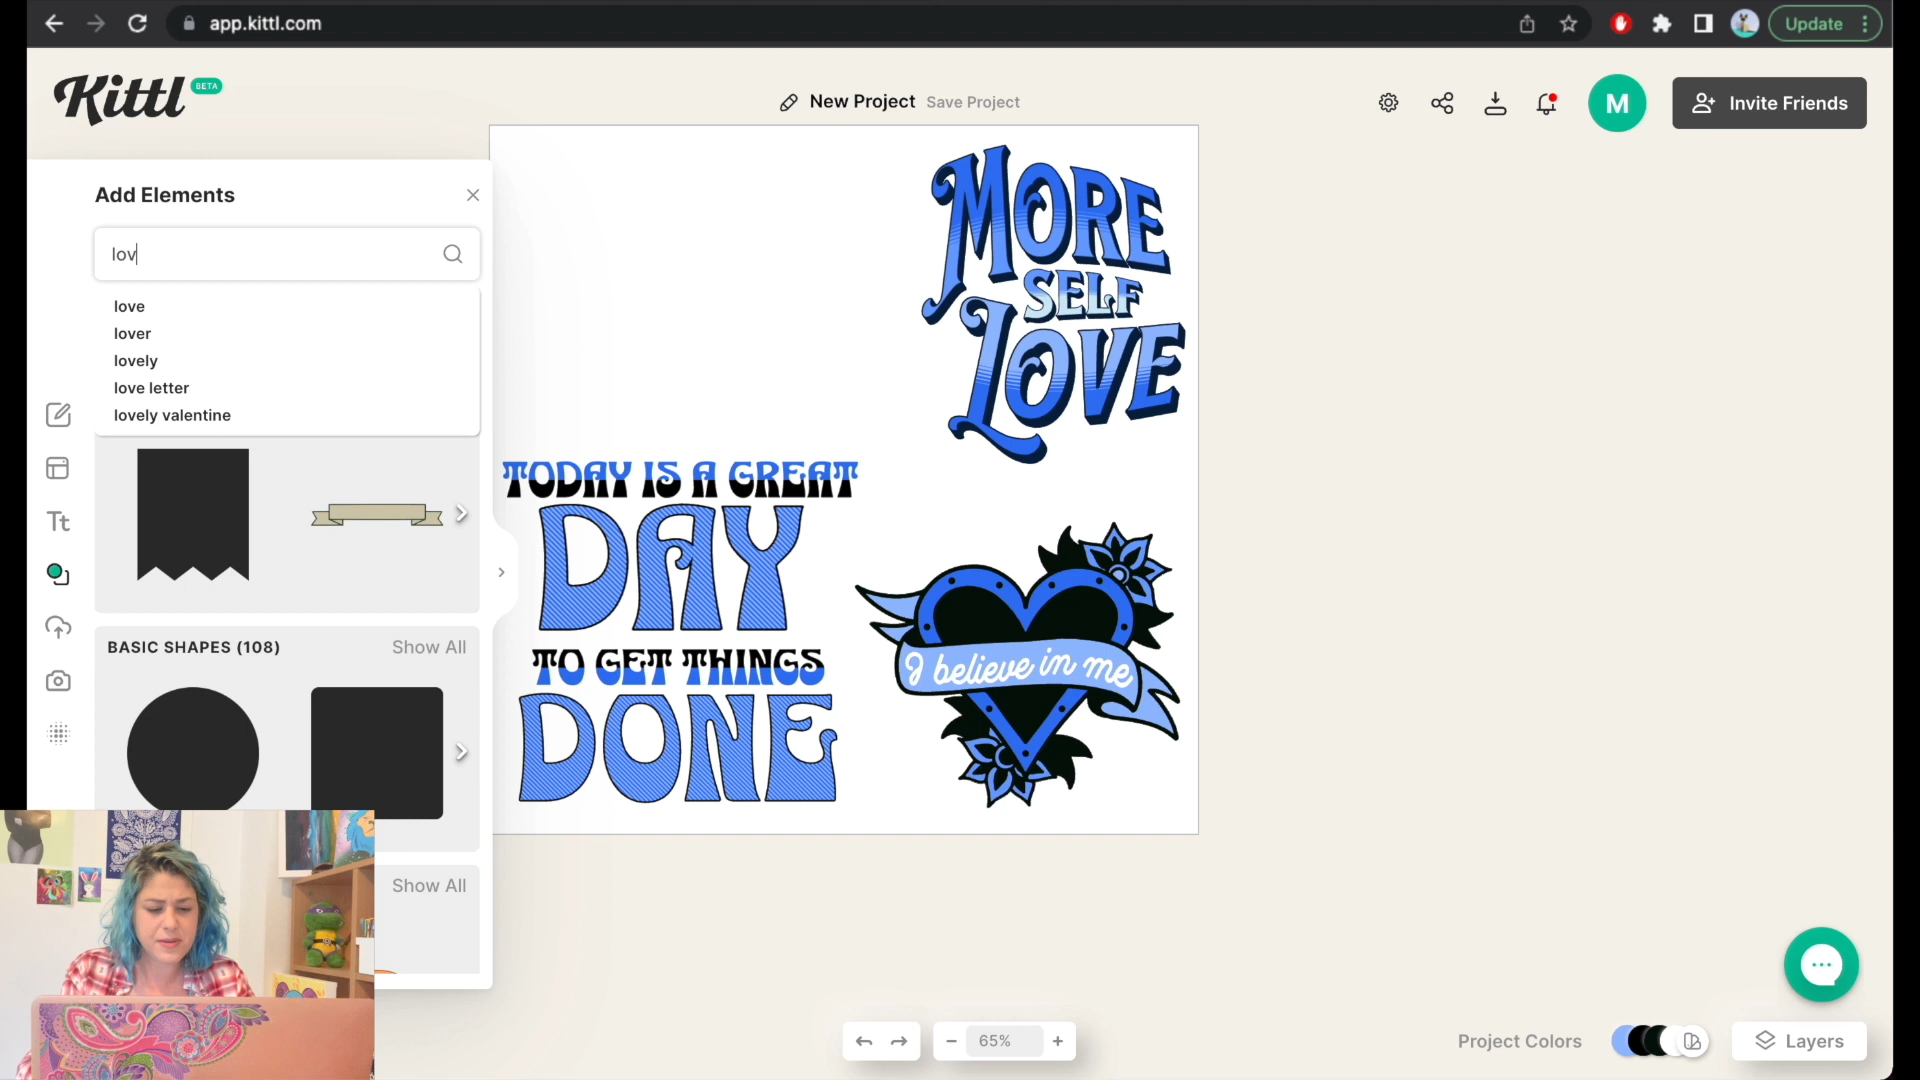 app.kittl.com
Update
Kittl BETA
New Project Save Project
M
Invite Friends
Add Elements
lov
love
lover
lovely
love letter
lovely valentine
BASIC SHAPES (108) Show All
Show All
MORE
SELF
LOVE
TODAY IS A GREAT
DAY
TO GET THINGS
DONE
I believe in me
Tt
65%
Project Colors
Layers